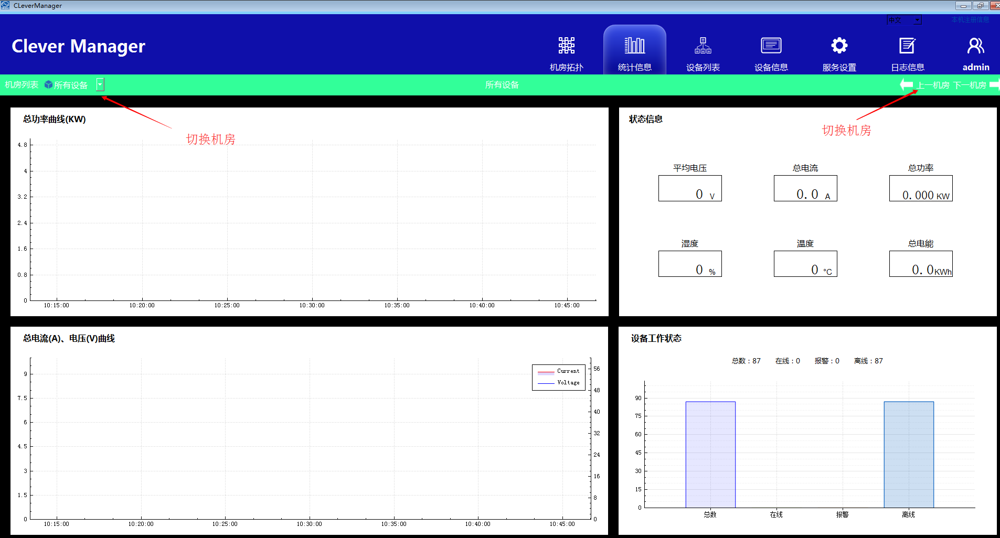 CLeverManager
中文
本机注册信息
Clever Manager
机房拓扑
统计信息
设备列表
设备信息
服务设置
日志信息
admin
机房列表 所有设备
所有设备
上一机房 下一机房
切换机房
切换机房
总功率曲线(KW)
4.8
4
3.2
2.4
1.6
0.8
0
10:15:00 10:20:00 10:25:00 10:30:00 10:35:00 10:40:00 10:45:00
状态信息
平均电压 总电流 总功率
0 V 0.0 A 0.000 KW
湿度 温度 总电能
0 % 0 °C 0.0 KWh
总电流(A)、电压(V)曲线
Current
Voltage
9
7.5
6
4.5
3
1.5
0
56
48
40
32
24
16
8
0
10:15:00 10:20:00 10:25:00 10:30:00 10:35:00 10:40:00 10:45:00
设备工作状态
总数：87 在线：0 报警：0 离线：87
90
75
60
45
30
15
0
总数 在线 报警 离线